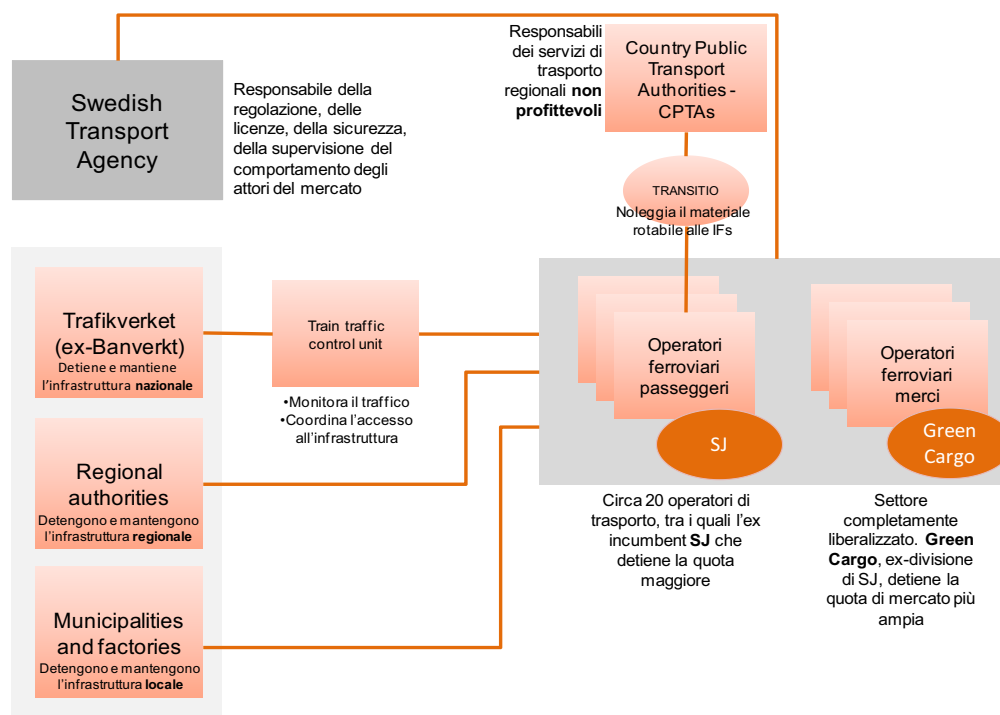 Swedish
Transport
Agency
Responsabile della
regolazione, delle
licenze, della sicurezza,
della supervisione del
comportamento degli
attori del mercato
Responsabili
dei servizi di
trasporto
regionali non
profittevoli
Country Public
Transport
Authorities -
CPTAs
TRANSITIO
Noleggia il materiale
rotabile alle IFs
Trafikverket
(ex-Banverkt)
Detiene e mantiene
l'infrastruttura nazionale
Train traffic
control unit
•Monitora il traffico
•Coordina l'accesso
all'infrastruttura
Regional
authorities
Detengono e mantengono
l'infrastruttura regionale
Municipalities
and factories
Detengono e mantengono
l'infrastruttura locale
Operatori
ferroviari
passeggeri
SJ
Operatori
ferroviari
merci
Green
Cargo
Circa 20 operatori di
trasporto, tra i quali l'ex
incumbent SJ che
detiene la quota
maggiore
Settore
completamente
liberalizzato. Green
Cargo, ex-divisione
di SJ, detiene la
quota di mercato più
ampia